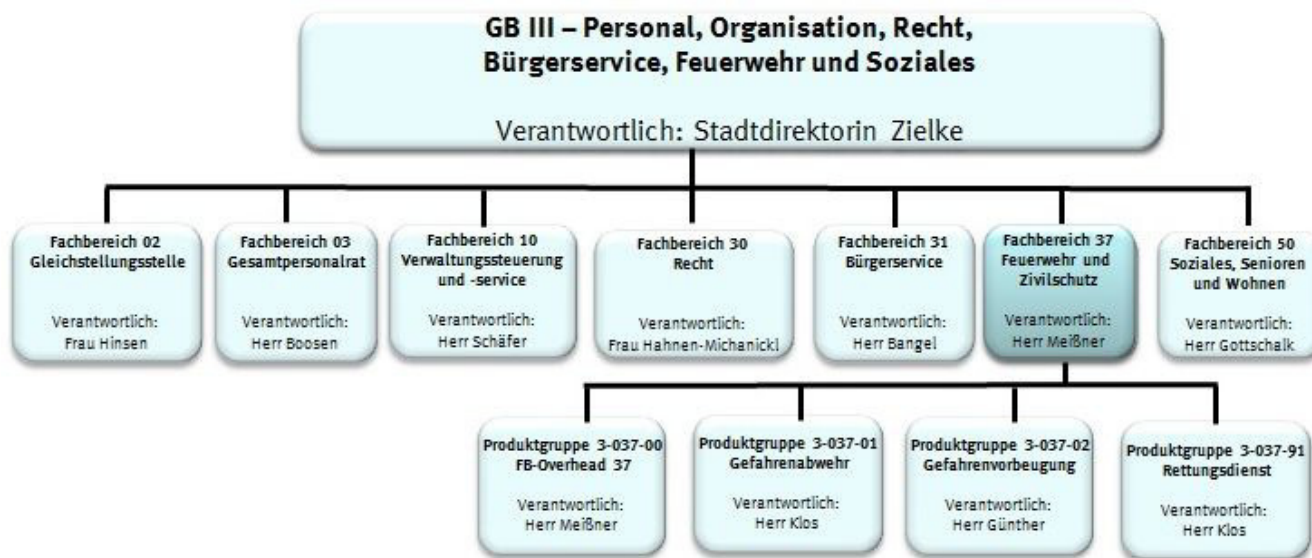 GB III – Personal, Organisation, Recht,
Bürgerservice, Feuerwehr und Soziales
Verantwortlich: Stadtdirektorin Zielke
Fachbereich 02
Gleichstellungsstelle
Verantwortlich:
Frau Hinsen
Fachbereich 03
Gesamtpersonalrat
Verantwortlich:
Herr Boosen
Fachbereich 10
Verwaltungssteuerung
und -service
Verantwortlich:
Herr Schäfer
Fachbereich 30
Recht
Verantwortlich:
Frau Hahnen-Michanickl
Fachbereich 31
Bürgerservice
Verantwortlich:
Herr Bangel
Fachbereich 37
Feuerwehr und
Zivilschutz
Verantwortlich:
Herr Meißner
Fachbereich 50
Soziales, Senioren
und Wohnen
Verantwortlich:
Herr Gottschalk
Produktgruppe 3-037-00
FB-Overhead 37
Verantwortlich:
Herr Meißner
Produktgruppe 3-037-01
Gefahrenabwehr
Verantwortlich:
Herr Klos
Produktgruppe 3-037-02
Gefahrenvorbeugung
Verantwortlich:
Herr Günther
Produktgruppe 3-037-91
Rettungsdienst
Verantwortlich:
Herr Klos